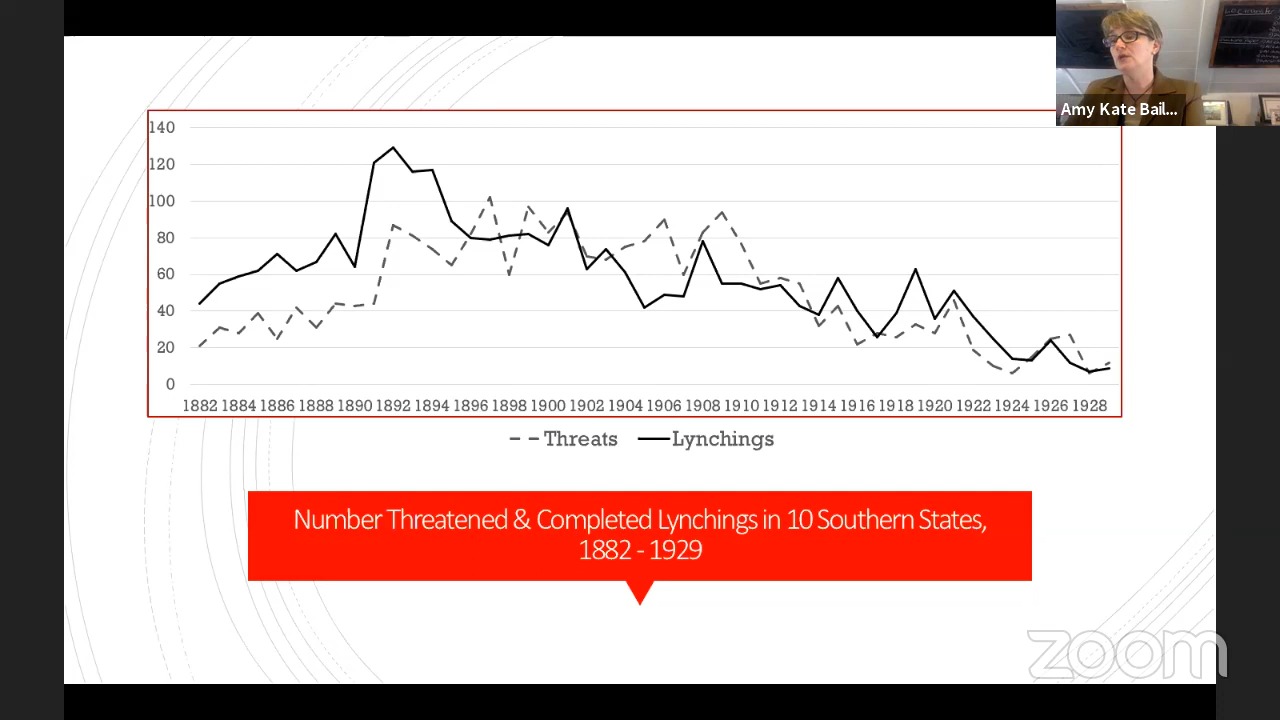 Amy Kate Bail...
140
120
100
80
60
40
20
0
1882 1884 1886 1888 1890 1892 1894 1896 1898 1900 1902 1904 1906 1908 1910 1912 1914 1916 1918 1920 1922 1924 1926 1928
Threats Lynchings
Number Threatened & Completed Lynchings in 10 Southern States,
1882 - 1929
zoom